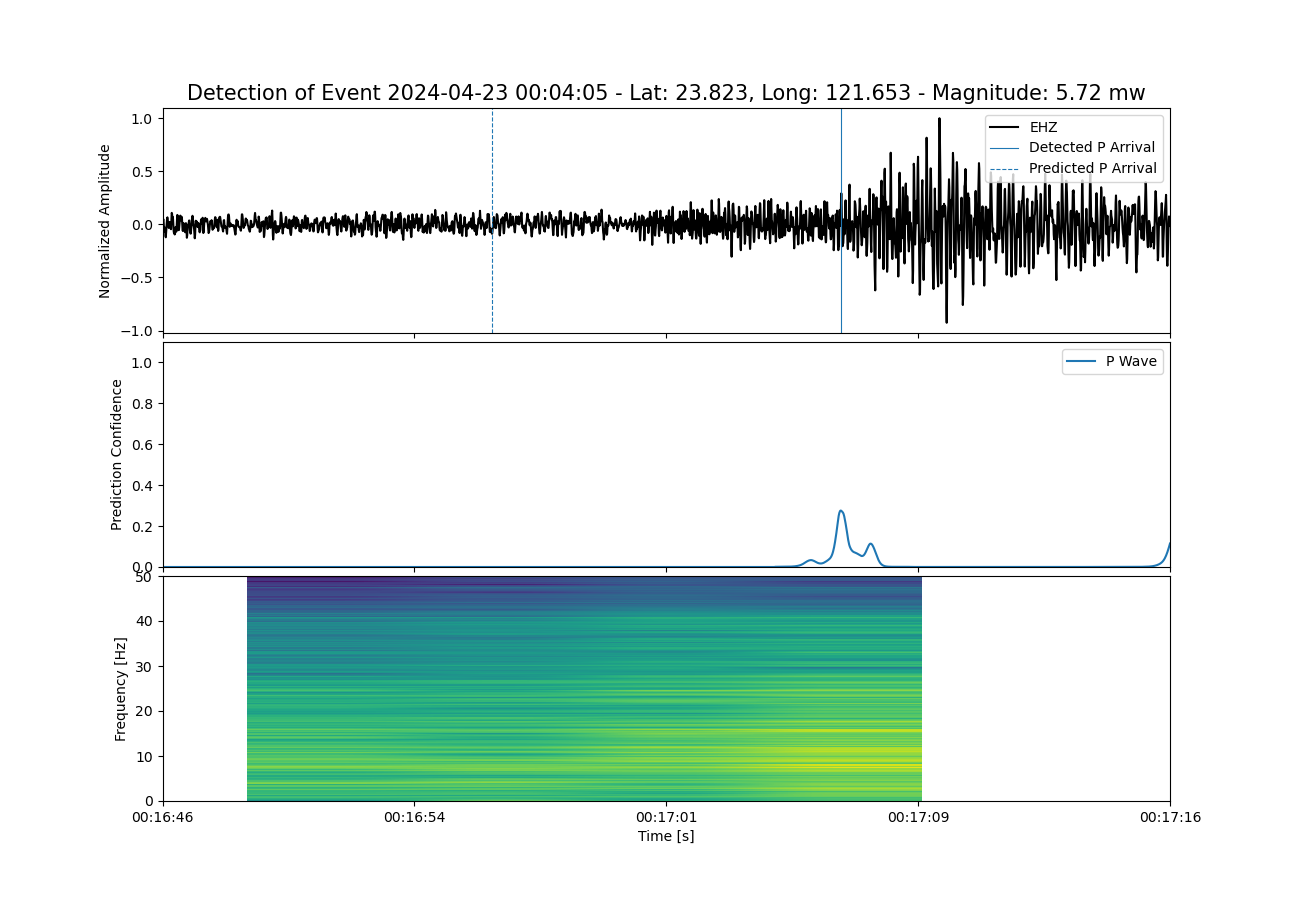 Detection of Event 2024-04-23 00:04:05 - Lat: 23.823, Long: 121.653 - Magnitude: 5.72 mw
1.0
0.5
0.0
−0.5
−1.0
Normalized Amplitude
EHZ
Detected P Arrival
Predicted P Arrival
1.0
0.8
0.6
0.4
0.2
0.0
Prediction Confidence
P Wave
50
40
30
20
10
0
Frequency [Hz]
00:16:46 00:16:54 00:17:01 00:17:09 00:17:16
Time [s]